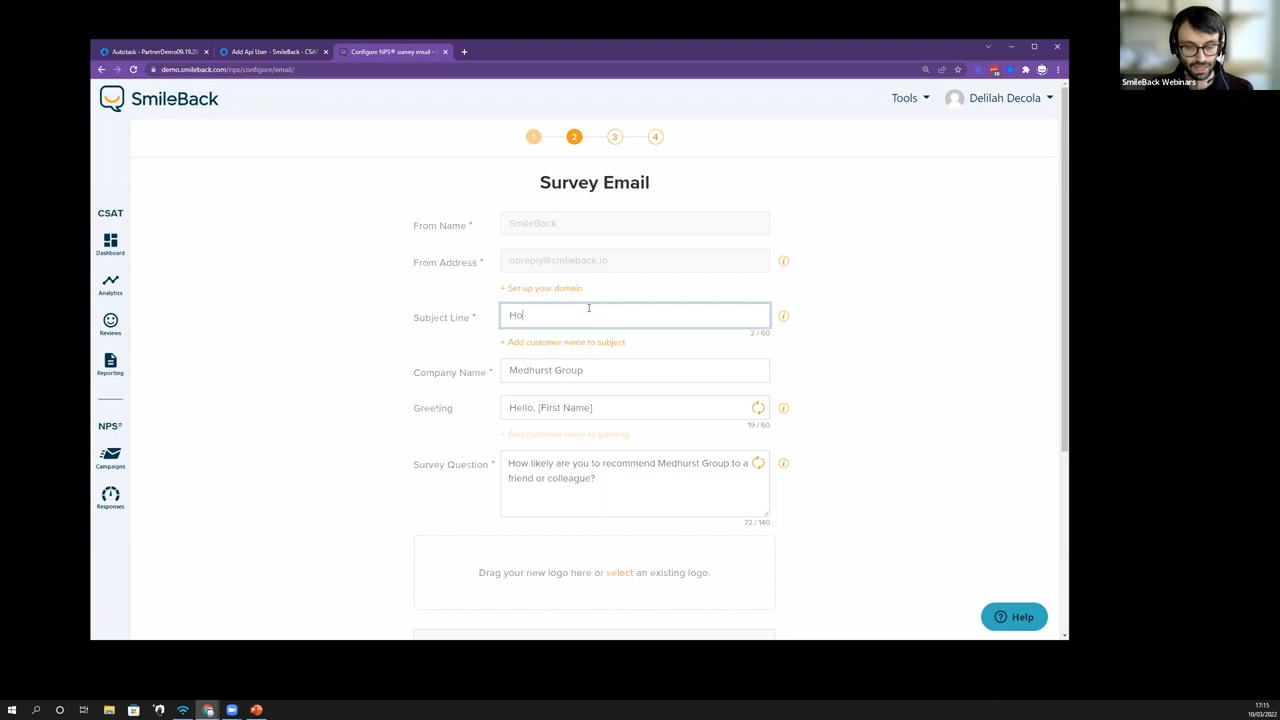 SmileBack Webinars
Autotask - PartnerDemo09.19.20
Add Api User - SmileBack - CSAT
Configure NPS® survey email -
demo.smileback.com/nps/configure/email/
SmileBack
Tools
Delilah Decola
1
2
3
4
Survey Email
From Name *
SmileBack
From Address *
noreply@smileback.io
+ Set up your domain
Subject Line *
Ho
2 / 60
+ Add customer name to subject
Company Name *
Medhurst Group
Greeting
Hello, [First Name]
19 / 60
+ Add customer name to greeting
Survey Question *
How likely are you to recommend Medhurst Group to a
friend or colleague?
72 / 140
Drag your new logo here or select an existing logo.
CSAT
Dashboard
Analytics
Reviews
Reporting
NPS®
Campaigns
Responses
Help
17:15
10/03/2022